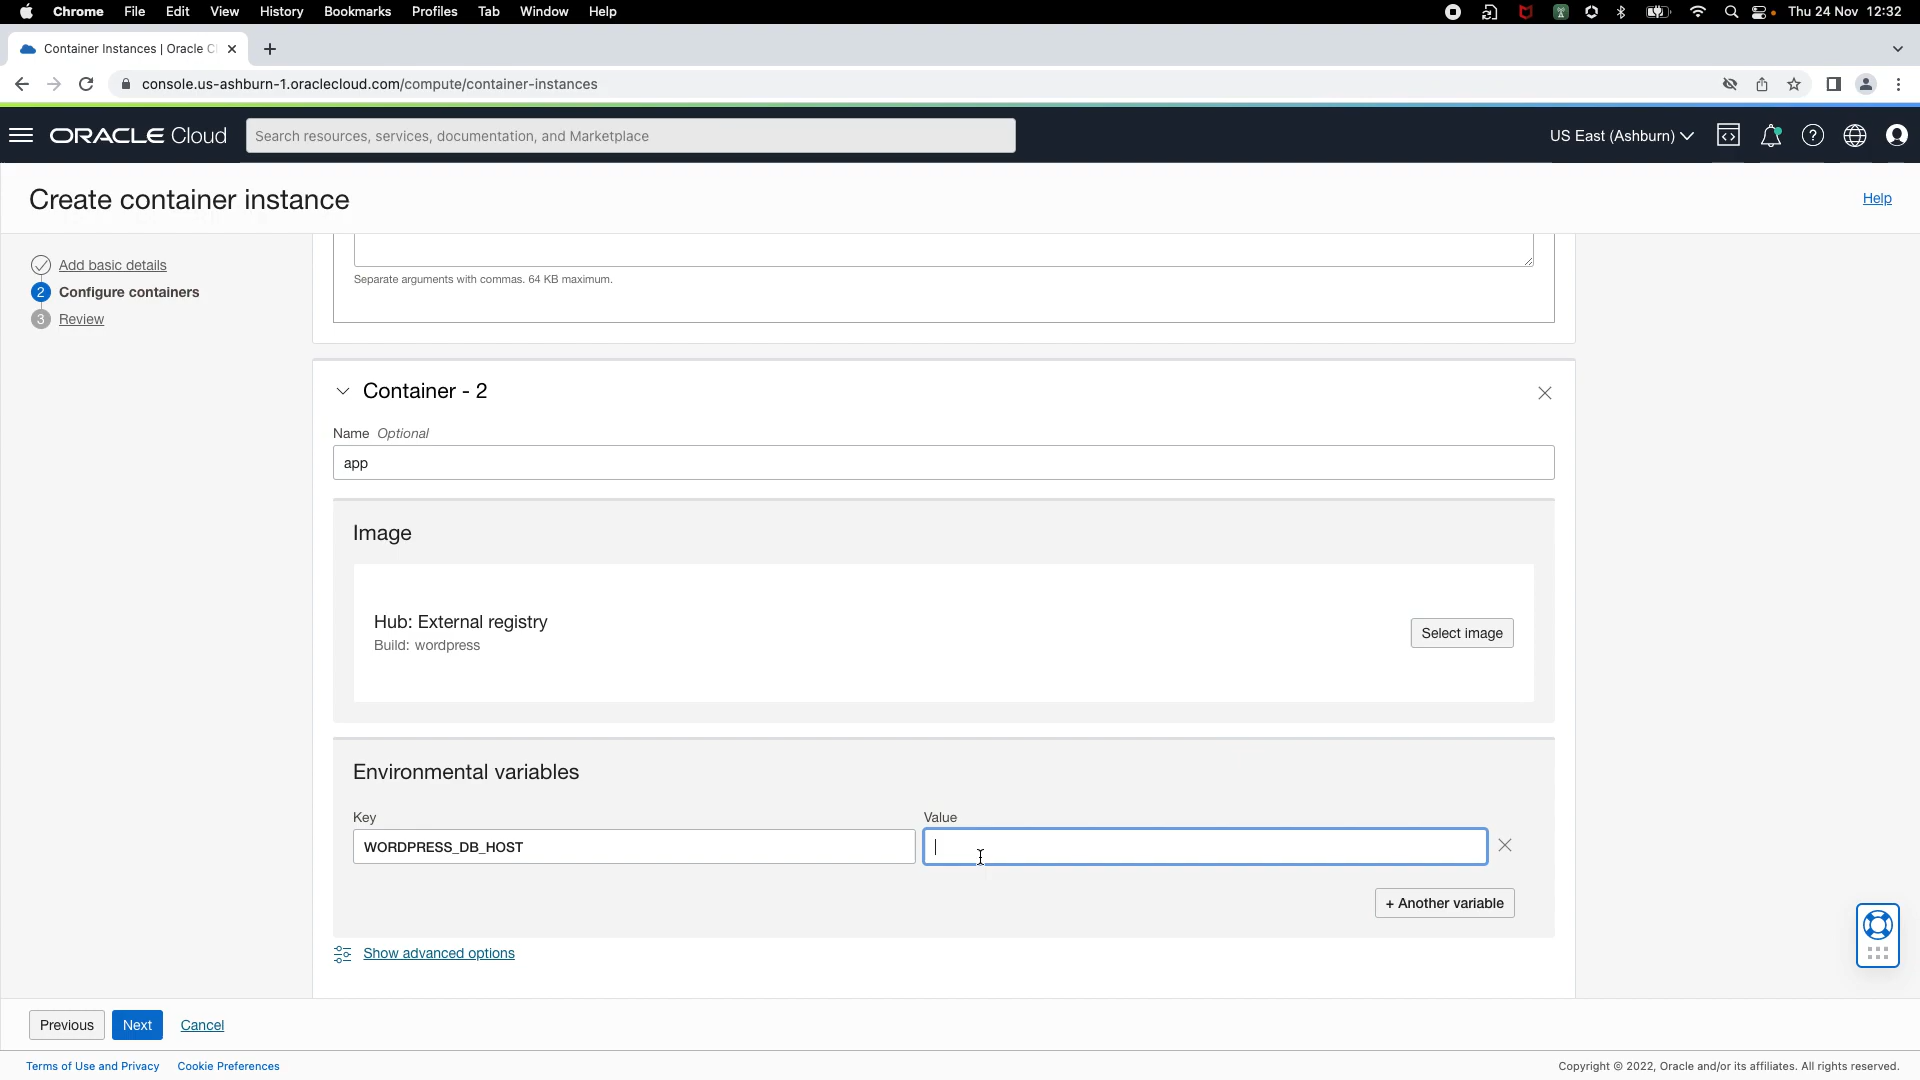 Chrome File Edit View History Bookmarks Profiles Tab Window Help Thu 24 Nov 12:32
Container Instances | Oracle C
console.us-ashburn-1.oraclecloud.com/compute/container-instances
ORACLE Cloud Search resources, services, documentation, and Marketplace US East (Ashburn)
Create container instance Help
Add basic details
2 Configure containers
3 Review
Separate arguments with commas. 64 KB maximum.
Container - 2
Name Optional
app
Image
Hub: External registry
Build: wordpress
Select image
Environmental variables
Key Value
WORDPRESS_DB_HOST
+ Another variable
Show advanced options
Previous Next Cancel
Terms of Use and Privacy Cookie Preferences Copyright © 2022, Oracle and/or its affiliates. All rights reserved.